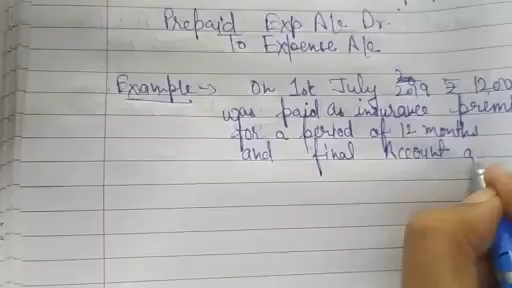 Prepaid Exp A/c Dr.
To Expense A/c
Example → On 1st July 2019 ₹ 1200
was paid as insurance premi
for a period of 12 months
and final Account a